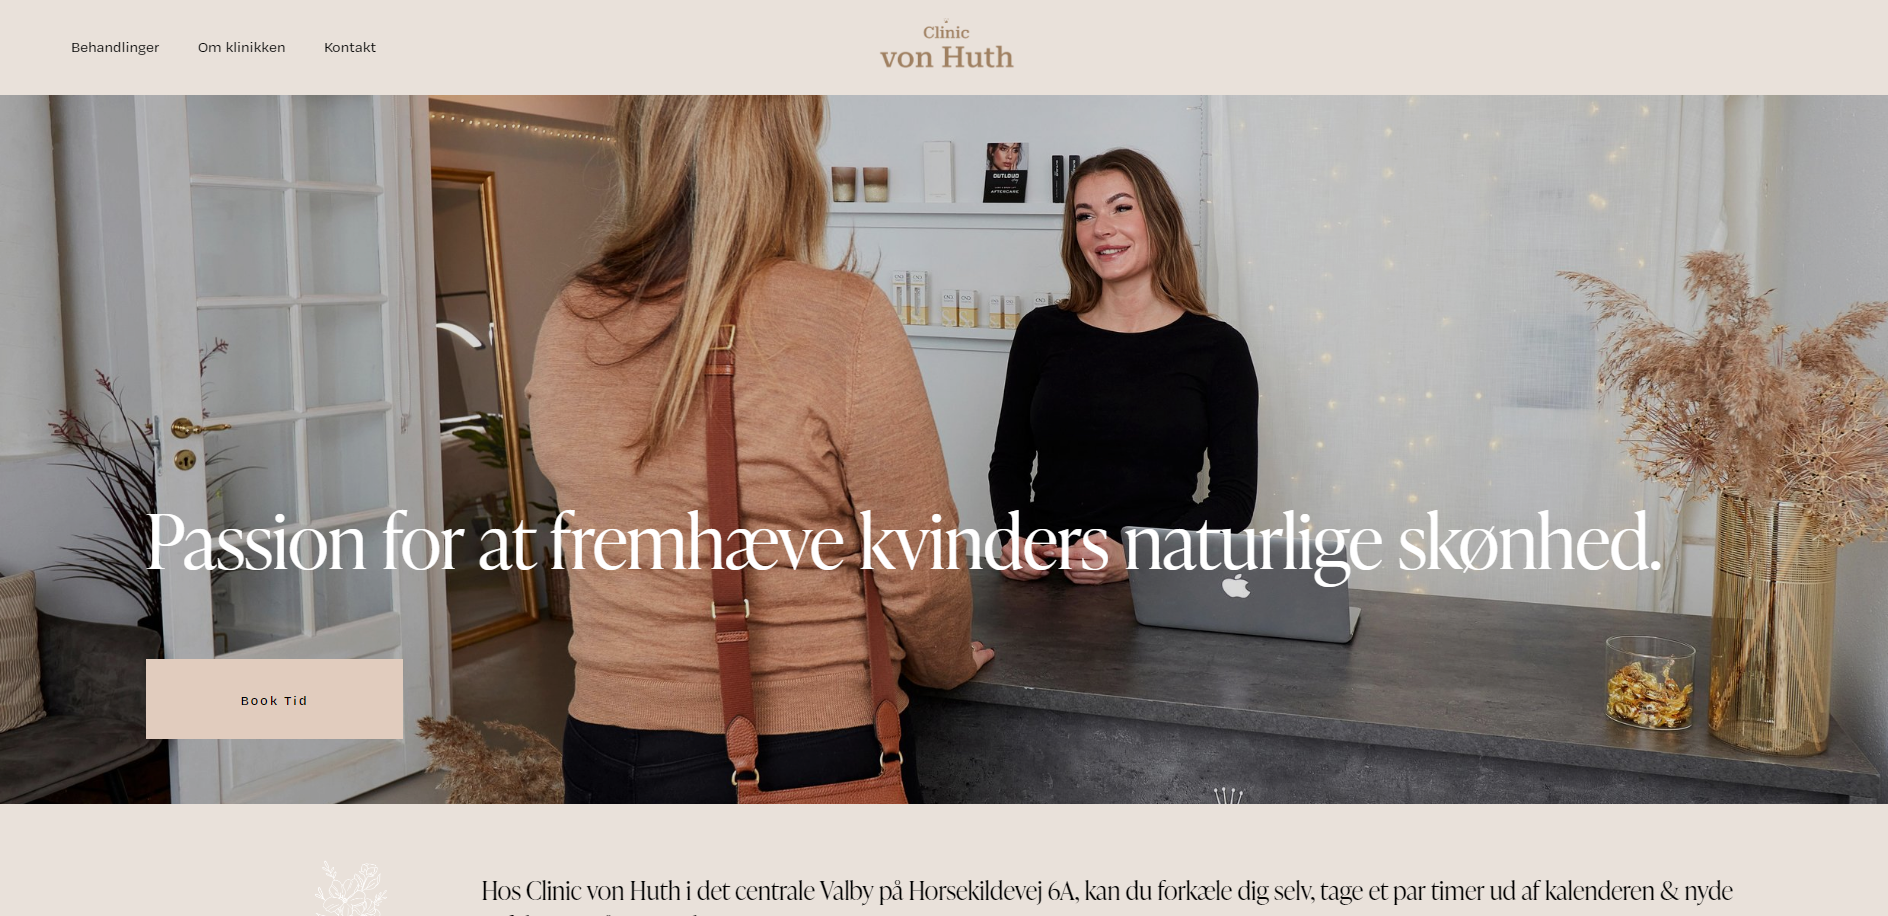 Behandlinger
Om klinikken
Kontakt
Clinic
von Huth
OUTLOUD
AFTERCARE
Passion for at fremhæve kvinders naturlige skønhed.
Book Tid
Hos Clinic von Huth i det centrale Valby på Horsekildevej 6A, kan du forkæle dig selv, tage et par timer ud af kalenderen & nyde